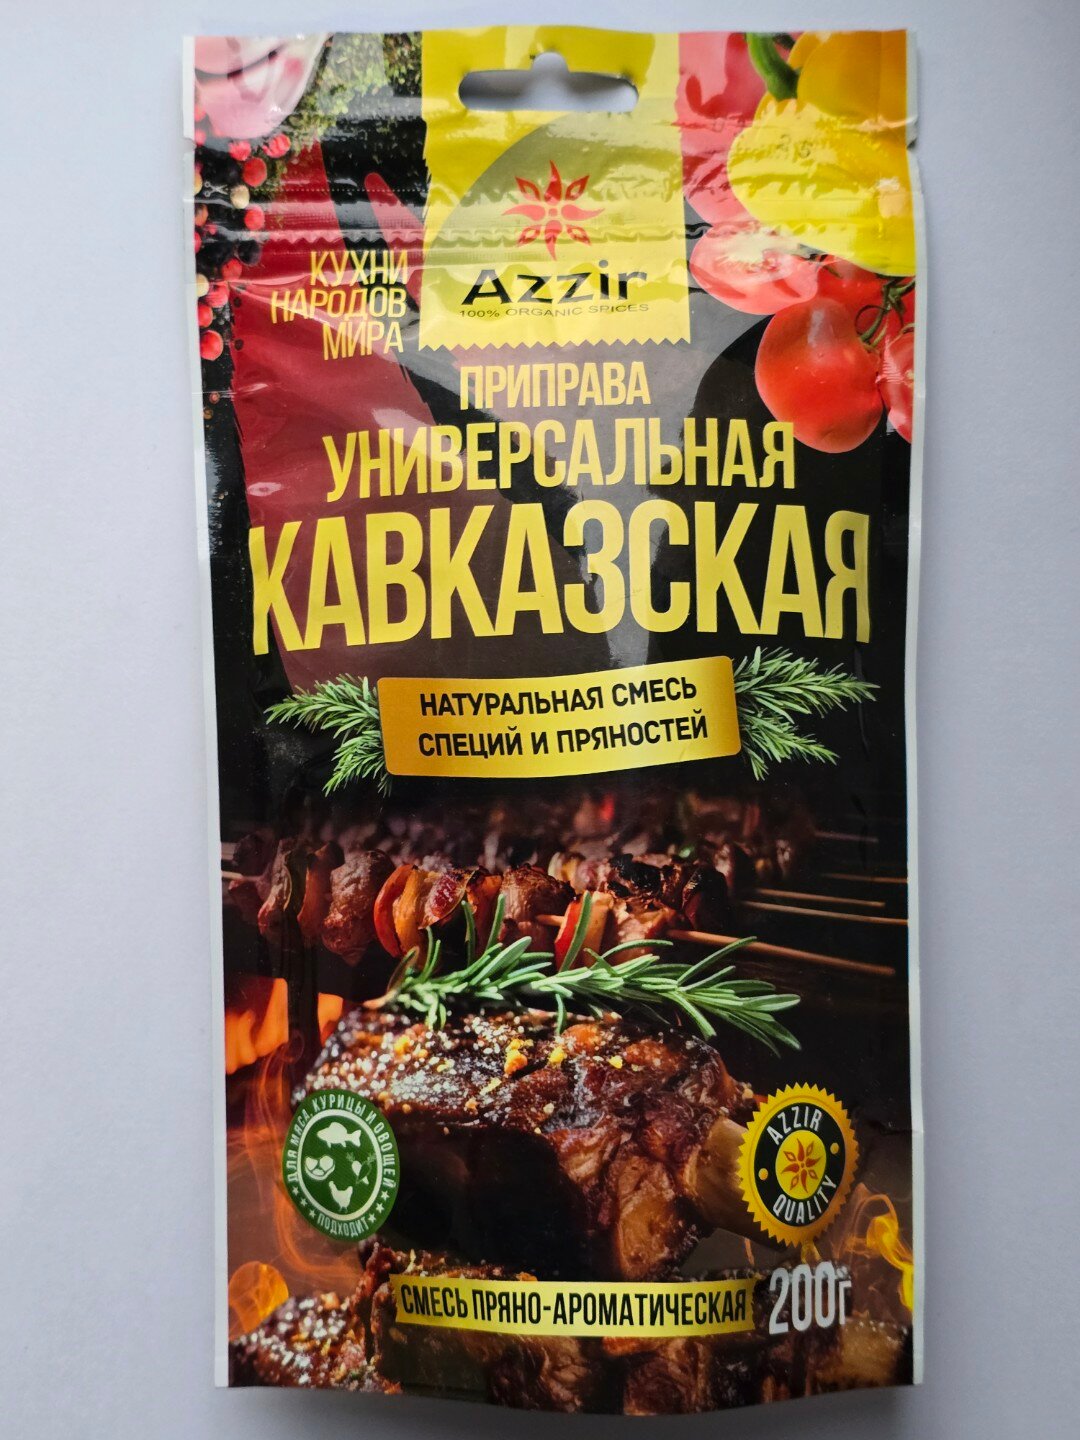 КУХНИ
НАРОДОВ
МИРА
Azzir
100% ORGANIC SPICES
ПРИПРАВА
УНИВЕРСАЛЬНАЯ
КАВКАЗСКАЯ
НАТУРАЛЬНАЯ СМЕСЬ
СПЕЦИЙ И ПРЯНОСТЕЙ
ДЛЯ МЯСА, КУРИЦЫ И ОВОЩЕЙ
ПОДХОДИТ
AZZIR
QUALITY
СМЕСЬ ПРЯНО-АРОМАТИЧЕСКАЯ
200г